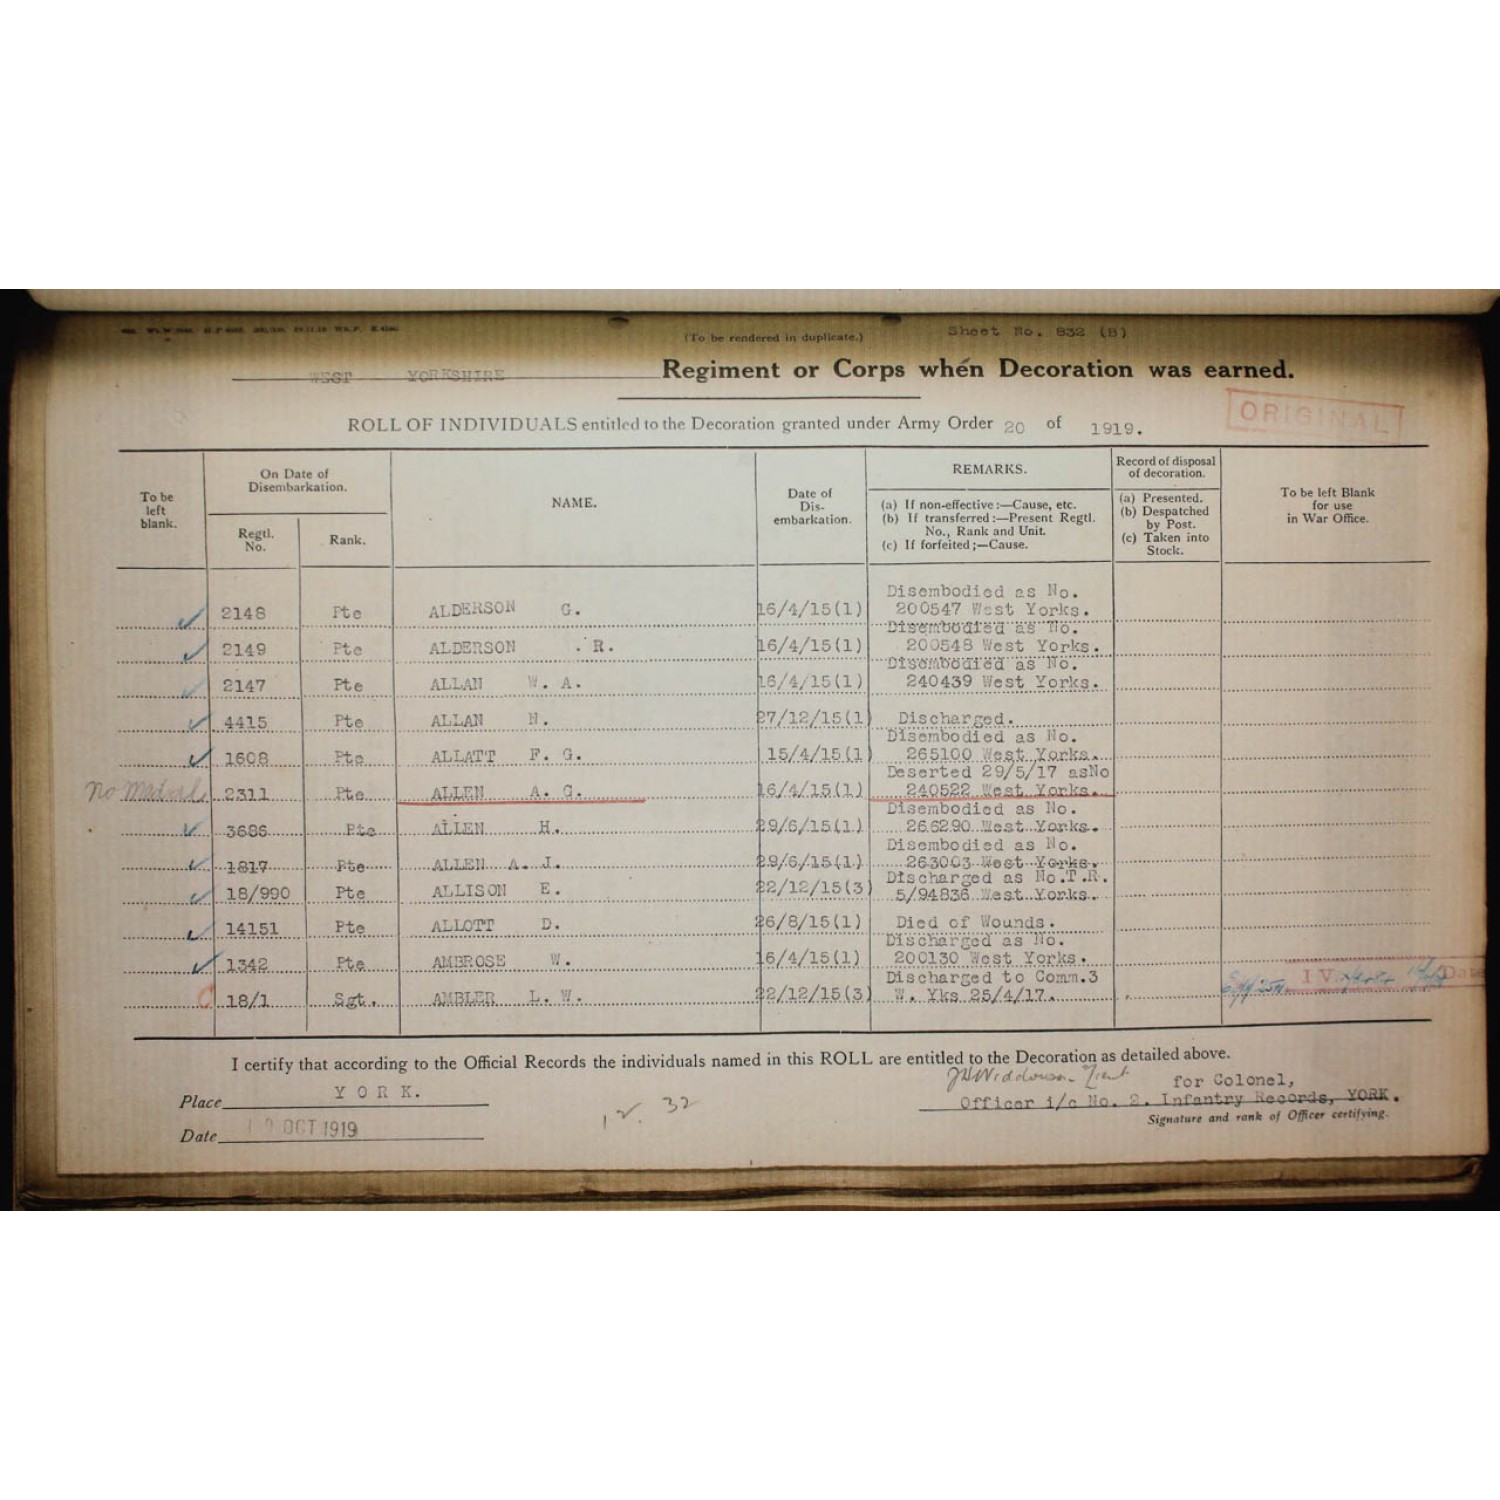 (To be rendered in duplicate.)
Sheet No. 832 (B)
WEST YORKSHIRE Regiment or Corps when Decoration was earned.
ORIGINAL
ROLL OF INDIVIDUALS entitled to the Decoration granted under Army Order 20 of 1919.
To be left blank.
On Date of Disembarkation.
Regtl. No.
Rank.
NAME.
Date of Dis-embarkation.
REMARKS.
(a) If non-effective:—Cause, etc.
(b) If transferred:—Present Regtl. No., Rank and Unit.
(c) If forfeited;—Cause.
Record of disposal of decoration.
(a) Presented.
(b) Despatched by Post.
(c) Taken into Stock.
To be left Blank for use in War Office.
2148 Pte ALDERSON G. 16/4/15(1) Disembodied as No. 200547 West Yorks.
2149 Pte ALDERSON R. 16/4/15(1) Disembodied as No. 200548 West Yorks.
2147 Pte ALLAN W. A. 16/4/15(1) Disembodied as No. 240439 West Yorks.
4415 Pte ALLAN N. 27/12/15(1) Discharged.
1608 Pte ALLATT F. G. 15/4/15(1) Disembodied as No. 265100 West Yorks.
No Medal 2311 Pte ALLEN A. G. 16/4/15(1) Deserted 29/5/17 asNo 240522 West Yorks.
3686 Pte ALLEN H. 29/6/15(1) Disembodied as No. 266290 West Yorks.
1817 Pte ALLEN A. J. 29/6/15(1) Disembodied as No. 263003 West Yorks.
18/990 Pte ALLISON E. 22/12/15(3) Discharged as No.T.R. 5/94836 West Yorks.
14151 Pte ALLOTT D. 26/8/15(1) Died of Wounds.
1342 Pte AMBROSE W. 16/4/15(1) Discharged as No. 200130 West Yorks.
C 18/1 Sgt. AMBLER L. W. 22/12/15(3) Discharged to Comm.3 W. Yks 25/4/17. I V. Date
I certify that according to the Official Records the individuals named in this ROLL are entitled to the Decoration as detailed above.
Place YORK.
Date OCT 1919
12. 32
Widdowson Lieut for Colonel,
Officer i/c No. 2. Infantry Records, YORK.
Signature and rank of Officer certifying.